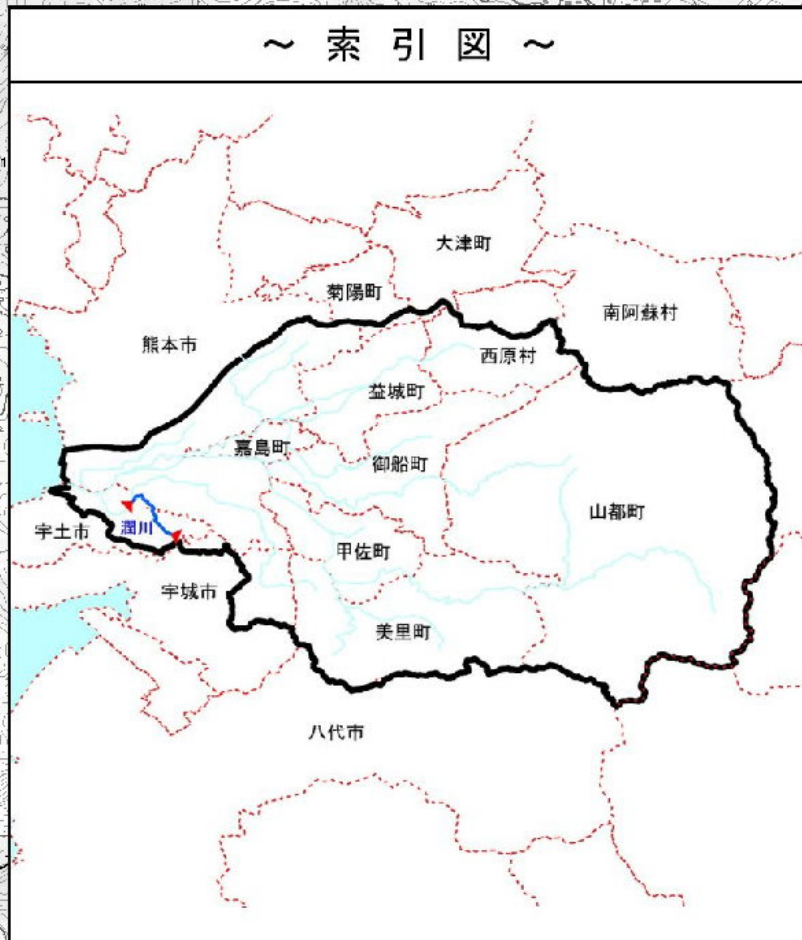 ～ 索 引 図 ～
大津町
菊陽町
南阿蘇村
熊本市
西原村
益城町
嘉島町
御船町
山都町
宇土市
潤川
甲佐町
宇城市
美里町
八代市